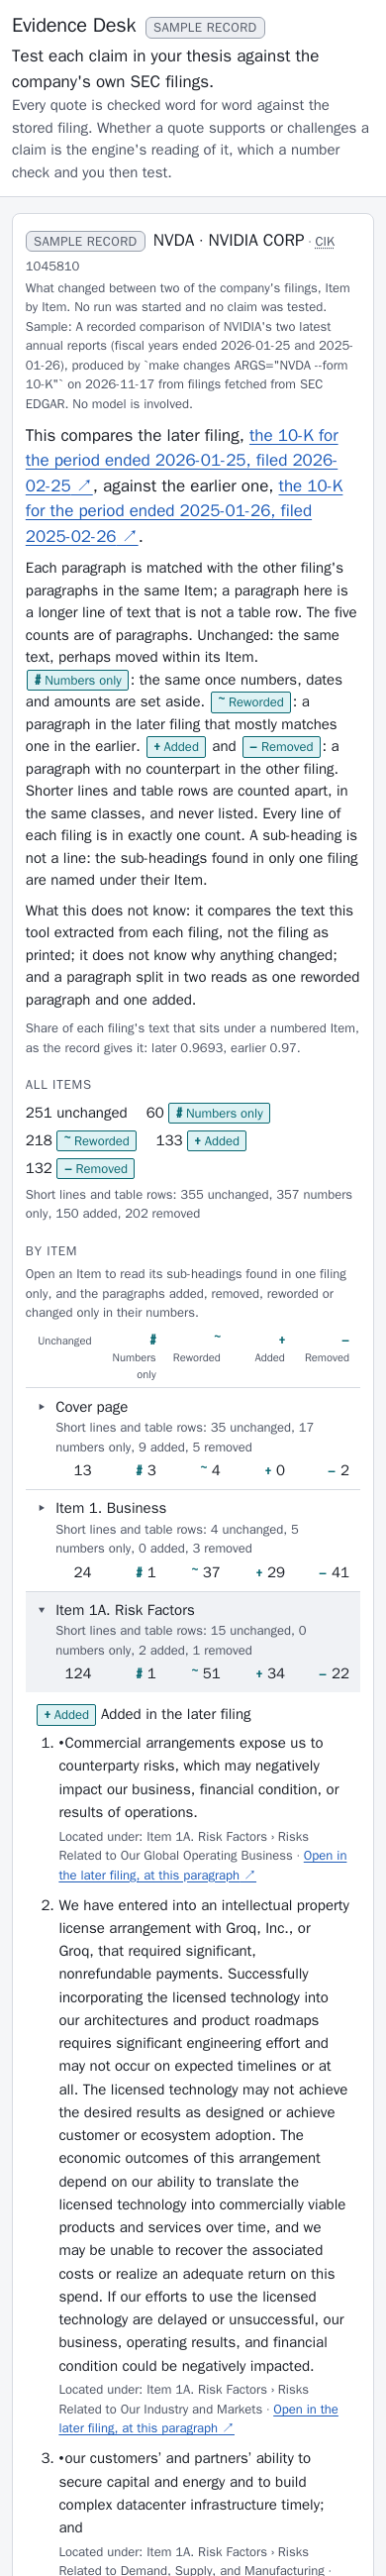 Evidence Desk SAMPLE RECORD
Test each claim in your thesis against the
company's own SEC filings.
Every quote is checked word for word against the
stored filing. Whether a quote supports or challenges a
claim is the engine's reading of it, which a number
check and you then test.
SAMPLE RECORD NVDA · NVIDIA CORP · CIK
1045810
What changed between two of the company's filings, Item
by Item. No run was started and no claim was tested.
Sample: A recorded comparison of NVIDIA's two latest
annual reports (fiscal years ended 2026-01-25 and 2025-
01-26), produced by `make changes ARGS="NVDA --form
10-K"` on 2026-11-17 from filings fetched from SEC
EDGAR. No model is involved.
This compares the later filing, the 10-K for
the period ended 2026-01-25, filed 2026-
02-25 ↗, against the earlier one, the 10-K
for the period ended 2025-01-26, filed
2025-02-26 ↗.
Each paragraph is matched with the other filing's
paragraphs in the same Item; a paragraph here is
a longer line of text that is not a table row. The five
counts are of paragraphs. Unchanged: the same
text, perhaps moved within its Item.
# Numbers only : the same once numbers, dates
and amounts are set aside. ~ Reworded : a
paragraph in the later filing that mostly matches
one in the earlier. + Added and − Removed : a
paragraph with no counterpart in the other filing.
Shorter lines and table rows are counted apart, in
the same classes, and never listed. Every line of
each filing is in exactly one count. A sub-heading is
not a line: the sub-headings found in only one filing
are named under their Item.
What this does not know: it compares the text this
tool extracted from each filing, not the filing as
printed; it does not know why anything changed;
and a paragraph split in two reads as one reworded
paragraph and one added.
Share of each filing's text that sits under a numbered Item,
as the record gives it: later 0.9693, earlier 0.97.
ALL ITEMS
251 unchanged 60 # Numbers only
218 ~ Reworded 133 + Added
132 − Removed
Short lines and table rows: 355 unchanged, 357 numbers
only, 150 added, 202 removed
BY ITEM
Open an Item to read its sub-headings found in one filing
only, and the paragraphs added, removed, reworded or
changed only in their numbers.
Unchanged # Numbers only ~ Reworded + Added − Removed
▸ Cover page
Short lines and table rows: 35 unchanged, 17
numbers only, 9 added, 5 removed
13 # 3 ~ 4 + 0 − 2
▸ Item 1. Business
Short lines and table rows: 4 unchanged, 5
numbers only, 0 added, 3 removed
24 # 1 ~ 37 + 29 − 41
▾ Item 1A. Risk Factors
Short lines and table rows: 15 unchanged, 0
numbers only, 2 added, 1 removed
124 # 1 ~ 51 + 34 − 22
+ Added Added in the later filing
1. •Commercial arrangements expose us to
counterparty risks, which may negatively
impact our business, financial condition, or
results of operations.
Located under: Item 1A. Risk Factors › Risks
Related to Our Global Operating Business · Open in
the later filing, at this paragraph ↗
2. We have entered into an intellectual property
license arrangement with Groq, Inc., or
Groq, that required significant,
nonrefundable payments. Successfully
incorporating the licensed technology into
our architectures and product roadmaps
requires significant engineering effort and
may not occur on expected timelines or at
all. The licensed technology may not achieve
the desired results as designed or achieve
customer or ecosystem adoption. The
economic outcomes of this arrangement
depend on our ability to translate the
licensed technology into commercially viable
products and services over time, and we
may be unable to recover the associated
costs or realize an adequate return on this
spend. If our efforts to use the licensed
technology are delayed or unsuccessful, our
business, operating results, and financial
condition could be negatively impacted.
Located under: Item 1A. Risk Factors › Risks
Related to Our Industry and Markets · Open in the
later filing, at this paragraph ↗
3. •our customers' and partners' ability to
secure capital and energy and to build
complex datacenter infrastructure timely;
and
Located under: Item 1A. Risk Factors › Risks
Related to Demand, Supply, and Manufacturing ·